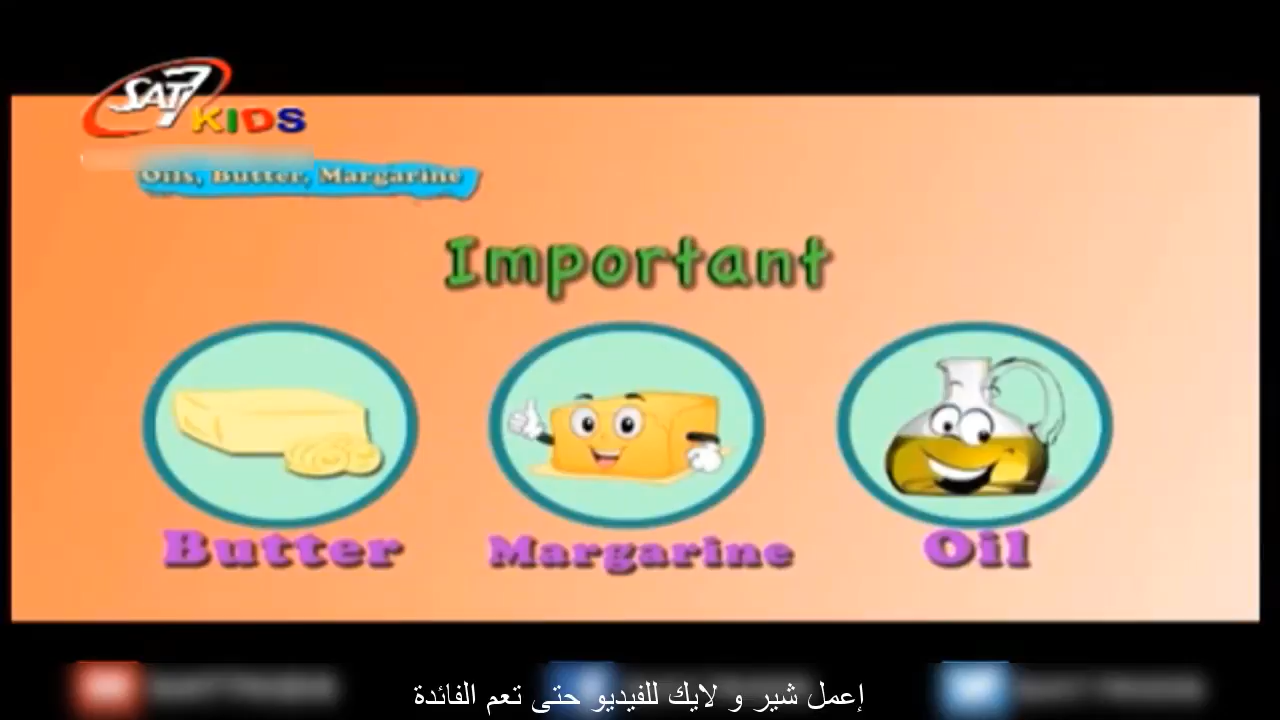 SAT7
KIDS
Oils, Butter, Margarine
Important
Butter
Margarine
Oil
إعمل شير و لايك للفيديو حتى تعم الفائدة